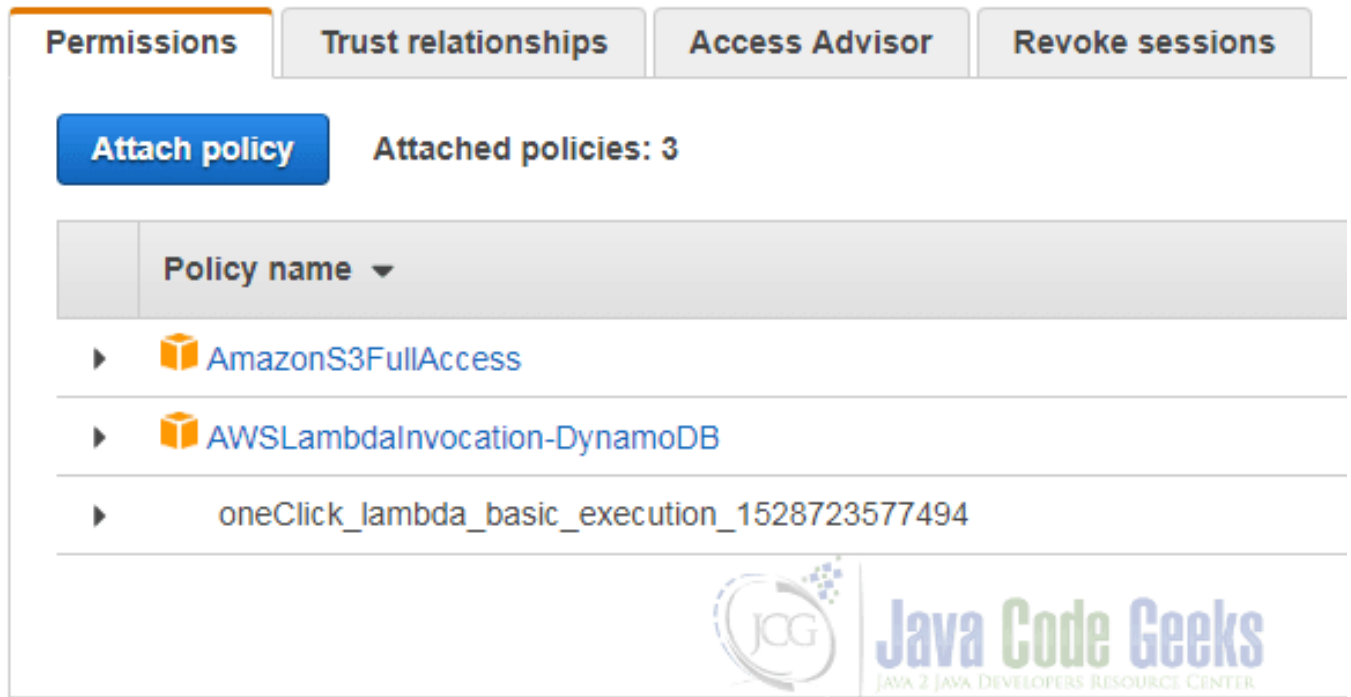 Permissions
Trust relationships
Access Advisor
Revoke sessions
Attach policy
Attached policies: 3
Policy name
AmazonS3FullAccess
AWSLambdaInvocation-DynamoDB
oneClick_lambda_basic_execution_1528723577494
JCG
Java Code Geeks
JAVA 2 JAVA DEVELOPERS RESOURCE CENTER